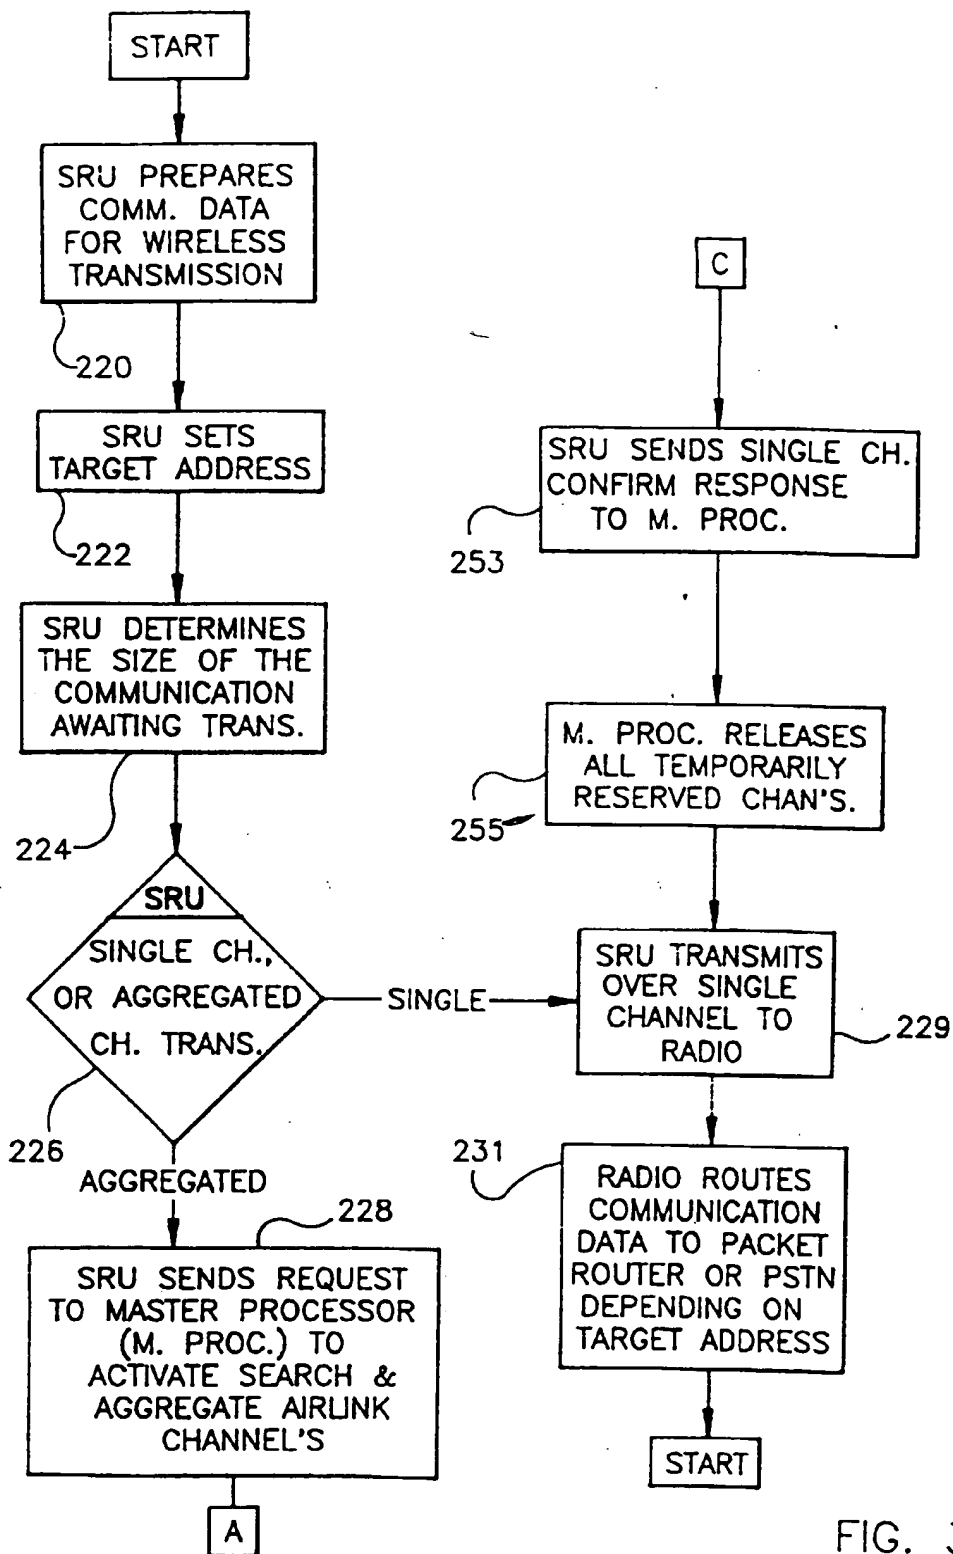 START
SRU PREPARES
COMM. DATA
FOR WIRELESS
TRANSMISSION
220
SRU SETS
TARGET ADDRESS
222
SRU DETERMINES
THE SIZE OF THE
COMMUNICATION
AWAITING TRANS.
224
SRU
SINGLE CH.,
OR AGGREGATED
CH. TRANS.
226
SINGLE
AGGREGATED
228
SRU SENDS REQUEST
TO MASTER PROCESSOR
(M. PROC.) TO
ACTIVATE SEARCH &
AGGREGATE AIRLINK
CHANNEL'S
A
C
SRU SENDS SINGLE CH.
CONFIRM RESPONSE
TO M. PROC.
253
M. PROC. RELEASES
ALL TEMPORARILY
RESERVED CHAN'S.
255
SRU TRANSMITS
OVER SINGLE
CHANNEL TO
RADIO
229
231
RADIO ROUTES
COMMUNICATION
DATA TO PACKET
ROUTER OR PSTN
DEPENDING ON
TARGET ADDRESS
START
FIG.